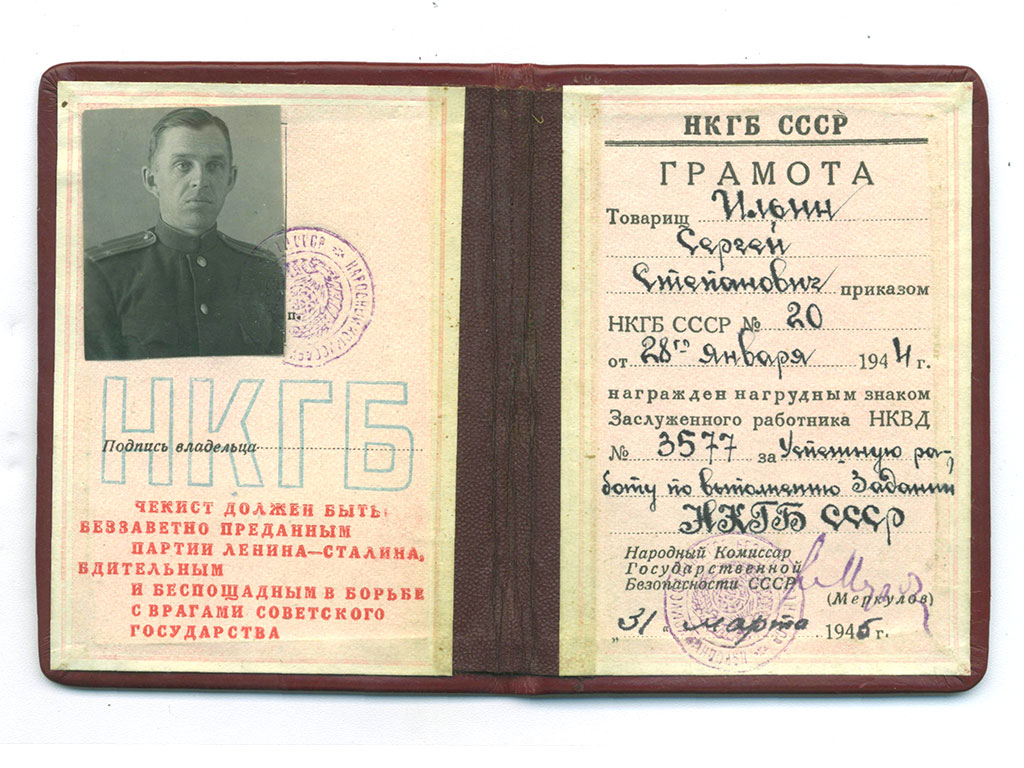 п.
НКГБ
Подпись владельца
ЧЕКИСТ ДОЛЖЕН БЫТЬ
БЕЗЗАВЕТНО ПРЕДАННЫМ
ПАРТИИ ЛЕНИНА—СТАЛИНА,
БДИТЕЛЬНЫМ
И БЕСПОЩАДНЫМ В БОРЬБЕ
С ВРАГАМИ СОВЕТСКОГО
ГОСУДАРСТВА
НКГБ СССР
ГРАМОТА
Товарищ Ильин
Сергей
Степанович приказом
НКГБ СССР № 20
от 28го января 1944 г.
награжден нагрудным знаком
Заслуженного работника НКВД
№ 3577 за Успешную ра-
боту по выполнению Заданий
НКГБ СССР
Народный Комиссар
Государственной
Безопасности СССР
(Меркулов)
„31“ марта 1945 г.